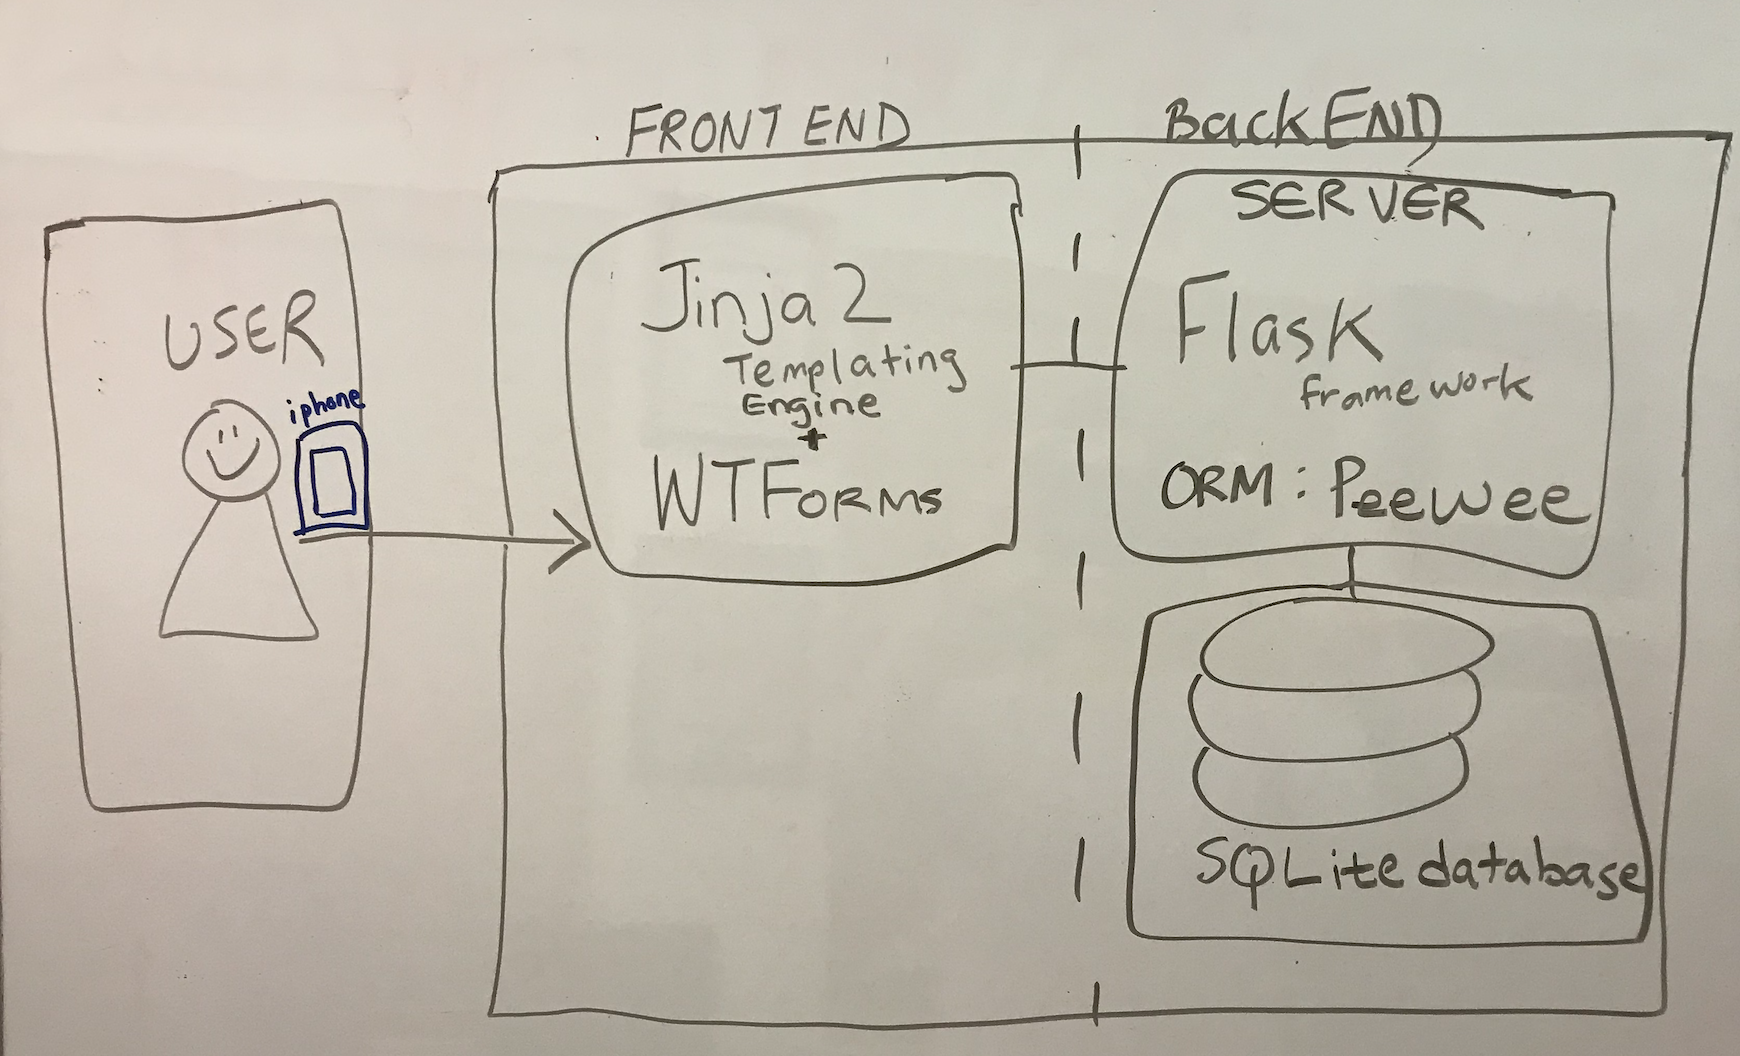 FRONT END
BackEND
SERVER
USER
iphone
Jinja 2
Templating
Engine
+
WTForms
Flask
framework
ORM: Peewee
SQLite database